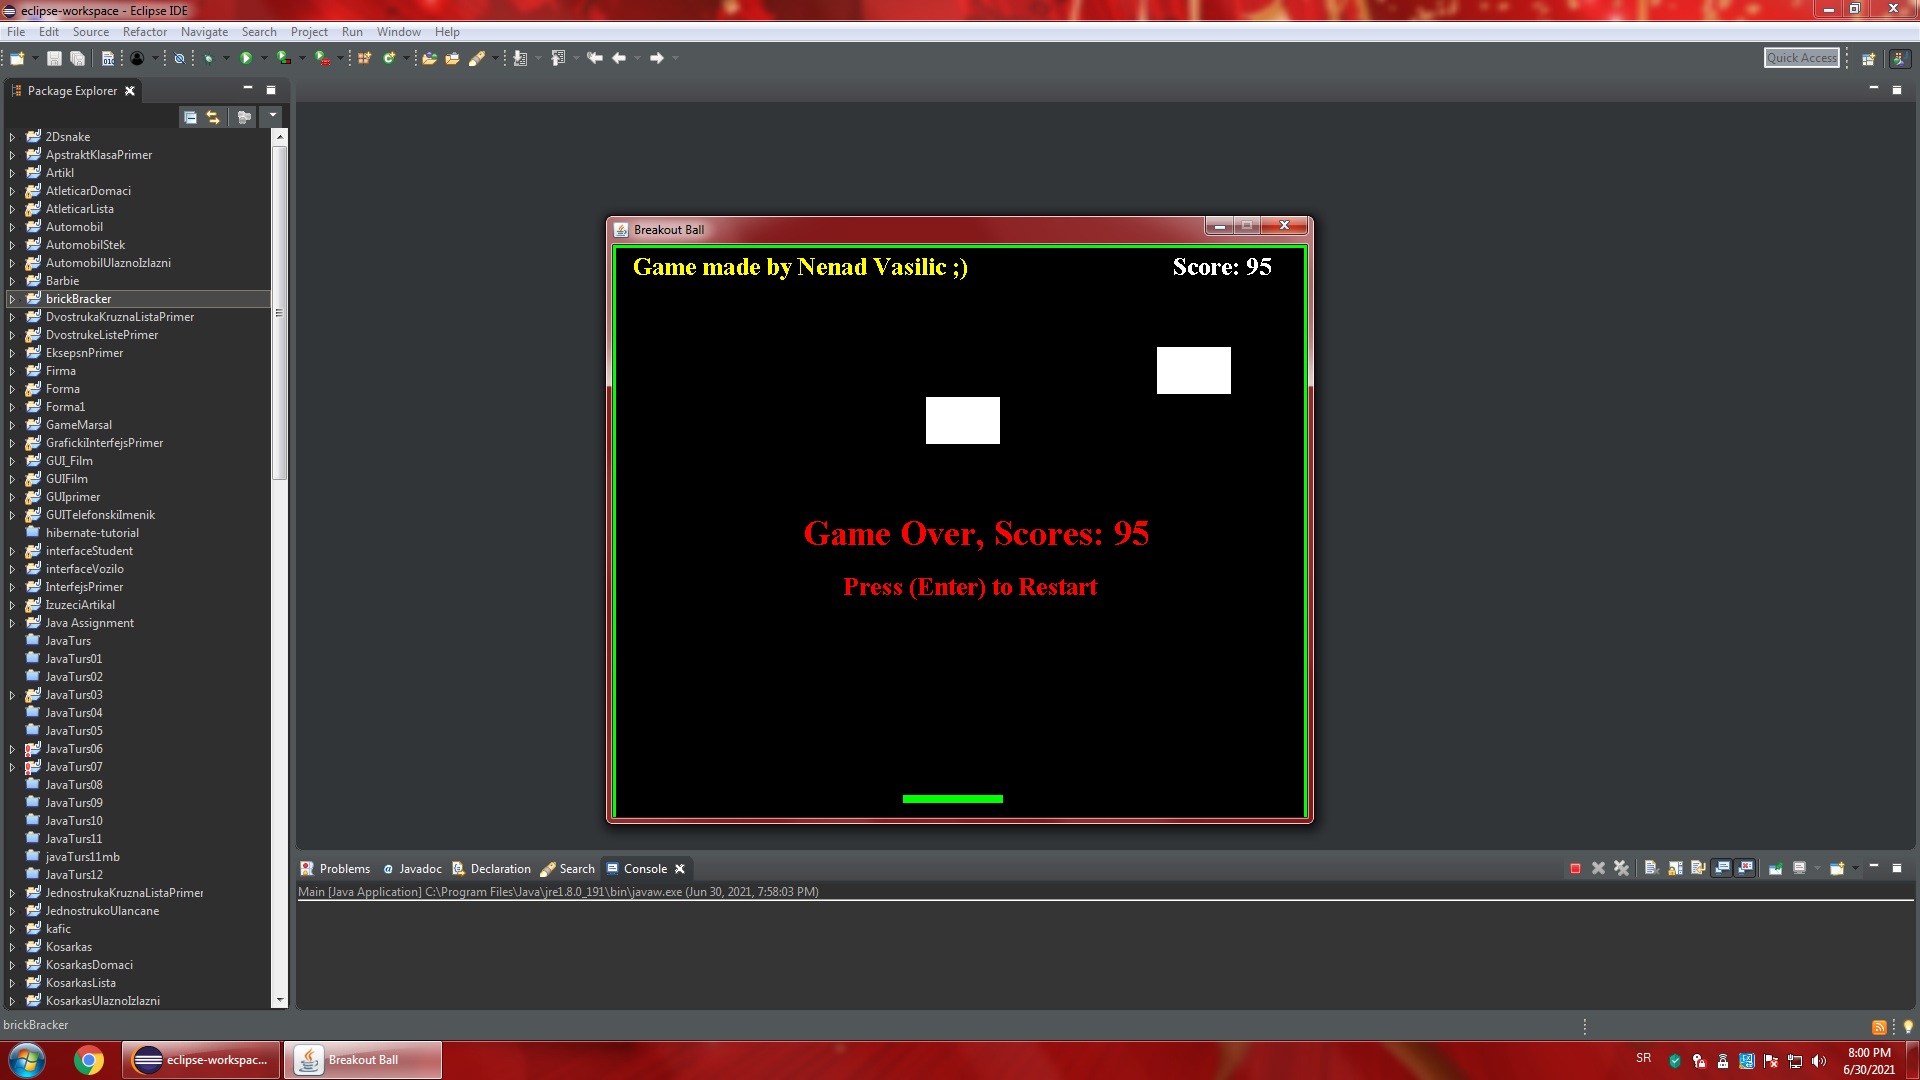 eclipse-workspace - Eclipse IDE
File Edit Source Refactor Navigate Search Project Run Window Help
Quick Access
Package Explorer
2Dsnake
ApstraktKlasaPrimer
Artikl
AtleticarDomaci
AtleticarLista
Automobil
AutomobilStek
AutomobilUlaznoIzlazni
Barbie
brickBracker
DvostrukaKruznaListaPrimer
DvostrukeListePrimer
EksepsnPrimer
Firma
Forma
Forma1
GameMarsal
GrafickiInterfejsPrimer
GUI_Film
GUIFilm
GUIprimer
GUITelefonskiImenik
hibernate-tutorial
interfaceStudent
interfaceVozilo
InterfejsPrimer
IzuzeciArtikal
Java Assignment
JavaTurs
JavaTurs01
JavaTurs02
JavaTurs03
JavaTurs04
JavaTurs05
JavaTurs06
JavaTurs07
JavaTurs08
JavaTurs09
JavaTurs10
JavaTurs11
javaTurs11mb
JavaTurs12
JednostrukaKruznaListaPrimer
JednostrukoUlancane
kafic
Kosarkas
KosarkasDomaci
KosarkasLista
KosarkasUlaznoIzlazni
Breakout Ball
Game made by Nenad Vasilic ;) Score: 95
Game Over, Scores: 95
Press (Enter) to Restart
Problems @ Javadoc Declaration Search Console
Main [Java Application] C:\Program Files\Java\jre1.8.0_191\bin\javaw.exe (Jun 30, 2021, 7:58:03 PM)
brickBracker
eclipse-workspac... Breakout Ball SR 8:00 PM
6/30/2021